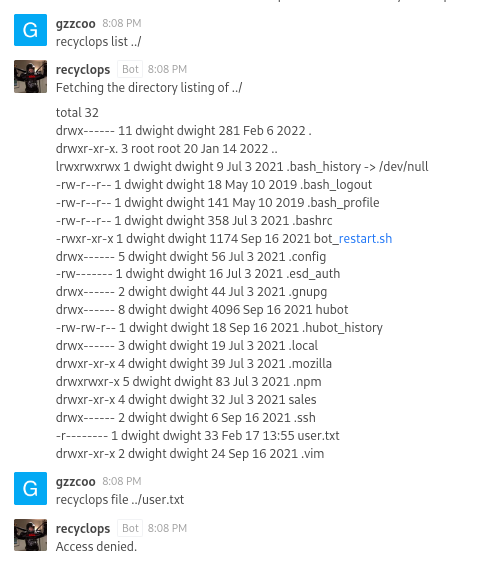 G gzzcoo 8:08 PM
recyclops list ../
recyclops Bot 8:08 PM
Fetching the directory listing of ../
total 32
drwx------ 11 dwight dwight 281 Feb 6 2022 .
drwxr-xr-x. 3 root root 20 Jan 14 2022 ..
lrwxrwxrwx 1 dwight dwight 9 Jul 3 2021 .bash_history -> /dev/null
-rw-r--r-- 1 dwight dwight 18 May 10 2019 .bash_logout
-rw-r--r-- 1 dwight dwight 141 May 10 2019 .bash_profile
-rw-r--r-- 1 dwight dwight 358 Jul 3 2021 .bashrc
-rwxr-xr-x 1 dwight dwight 1174 Sep 16 2021 bot_restart.sh
drwx------ 5 dwight dwight 56 Jul 3 2021 .config
-rw------- 1 dwight dwight 16 Jul 3 2021 .esd_auth
drwx------ 2 dwight dwight 44 Jul 3 2021 .gnupg
drwx------ 8 dwight dwight 4096 Sep 16 2021 hubot
-rw-rw-r-- 1 dwight dwight 18 Sep 16 2021 .hubot_history
drwx------ 3 dwight dwight 19 Jul 3 2021 .local
drwxr-xr-x 4 dwight dwight 39 Jul 3 2021 .mozilla
drwxrwxr-x 5 dwight dwight 83 Jul 3 2021 .npm
drwxr-xr-x 4 dwight dwight 32 Jul 3 2021 sales
drwx------ 2 dwight dwight 6 Sep 16 2021 .ssh
-r-------- 1 dwight dwight 33 Feb 17 13:55 user.txt
drwxr-xr-x 2 dwight dwight 24 Sep 16 2021 .vim
G gzzcoo 8:08 PM
recyclops file ../user.txt
recyclops Bot 8:08 PM
Access denied.